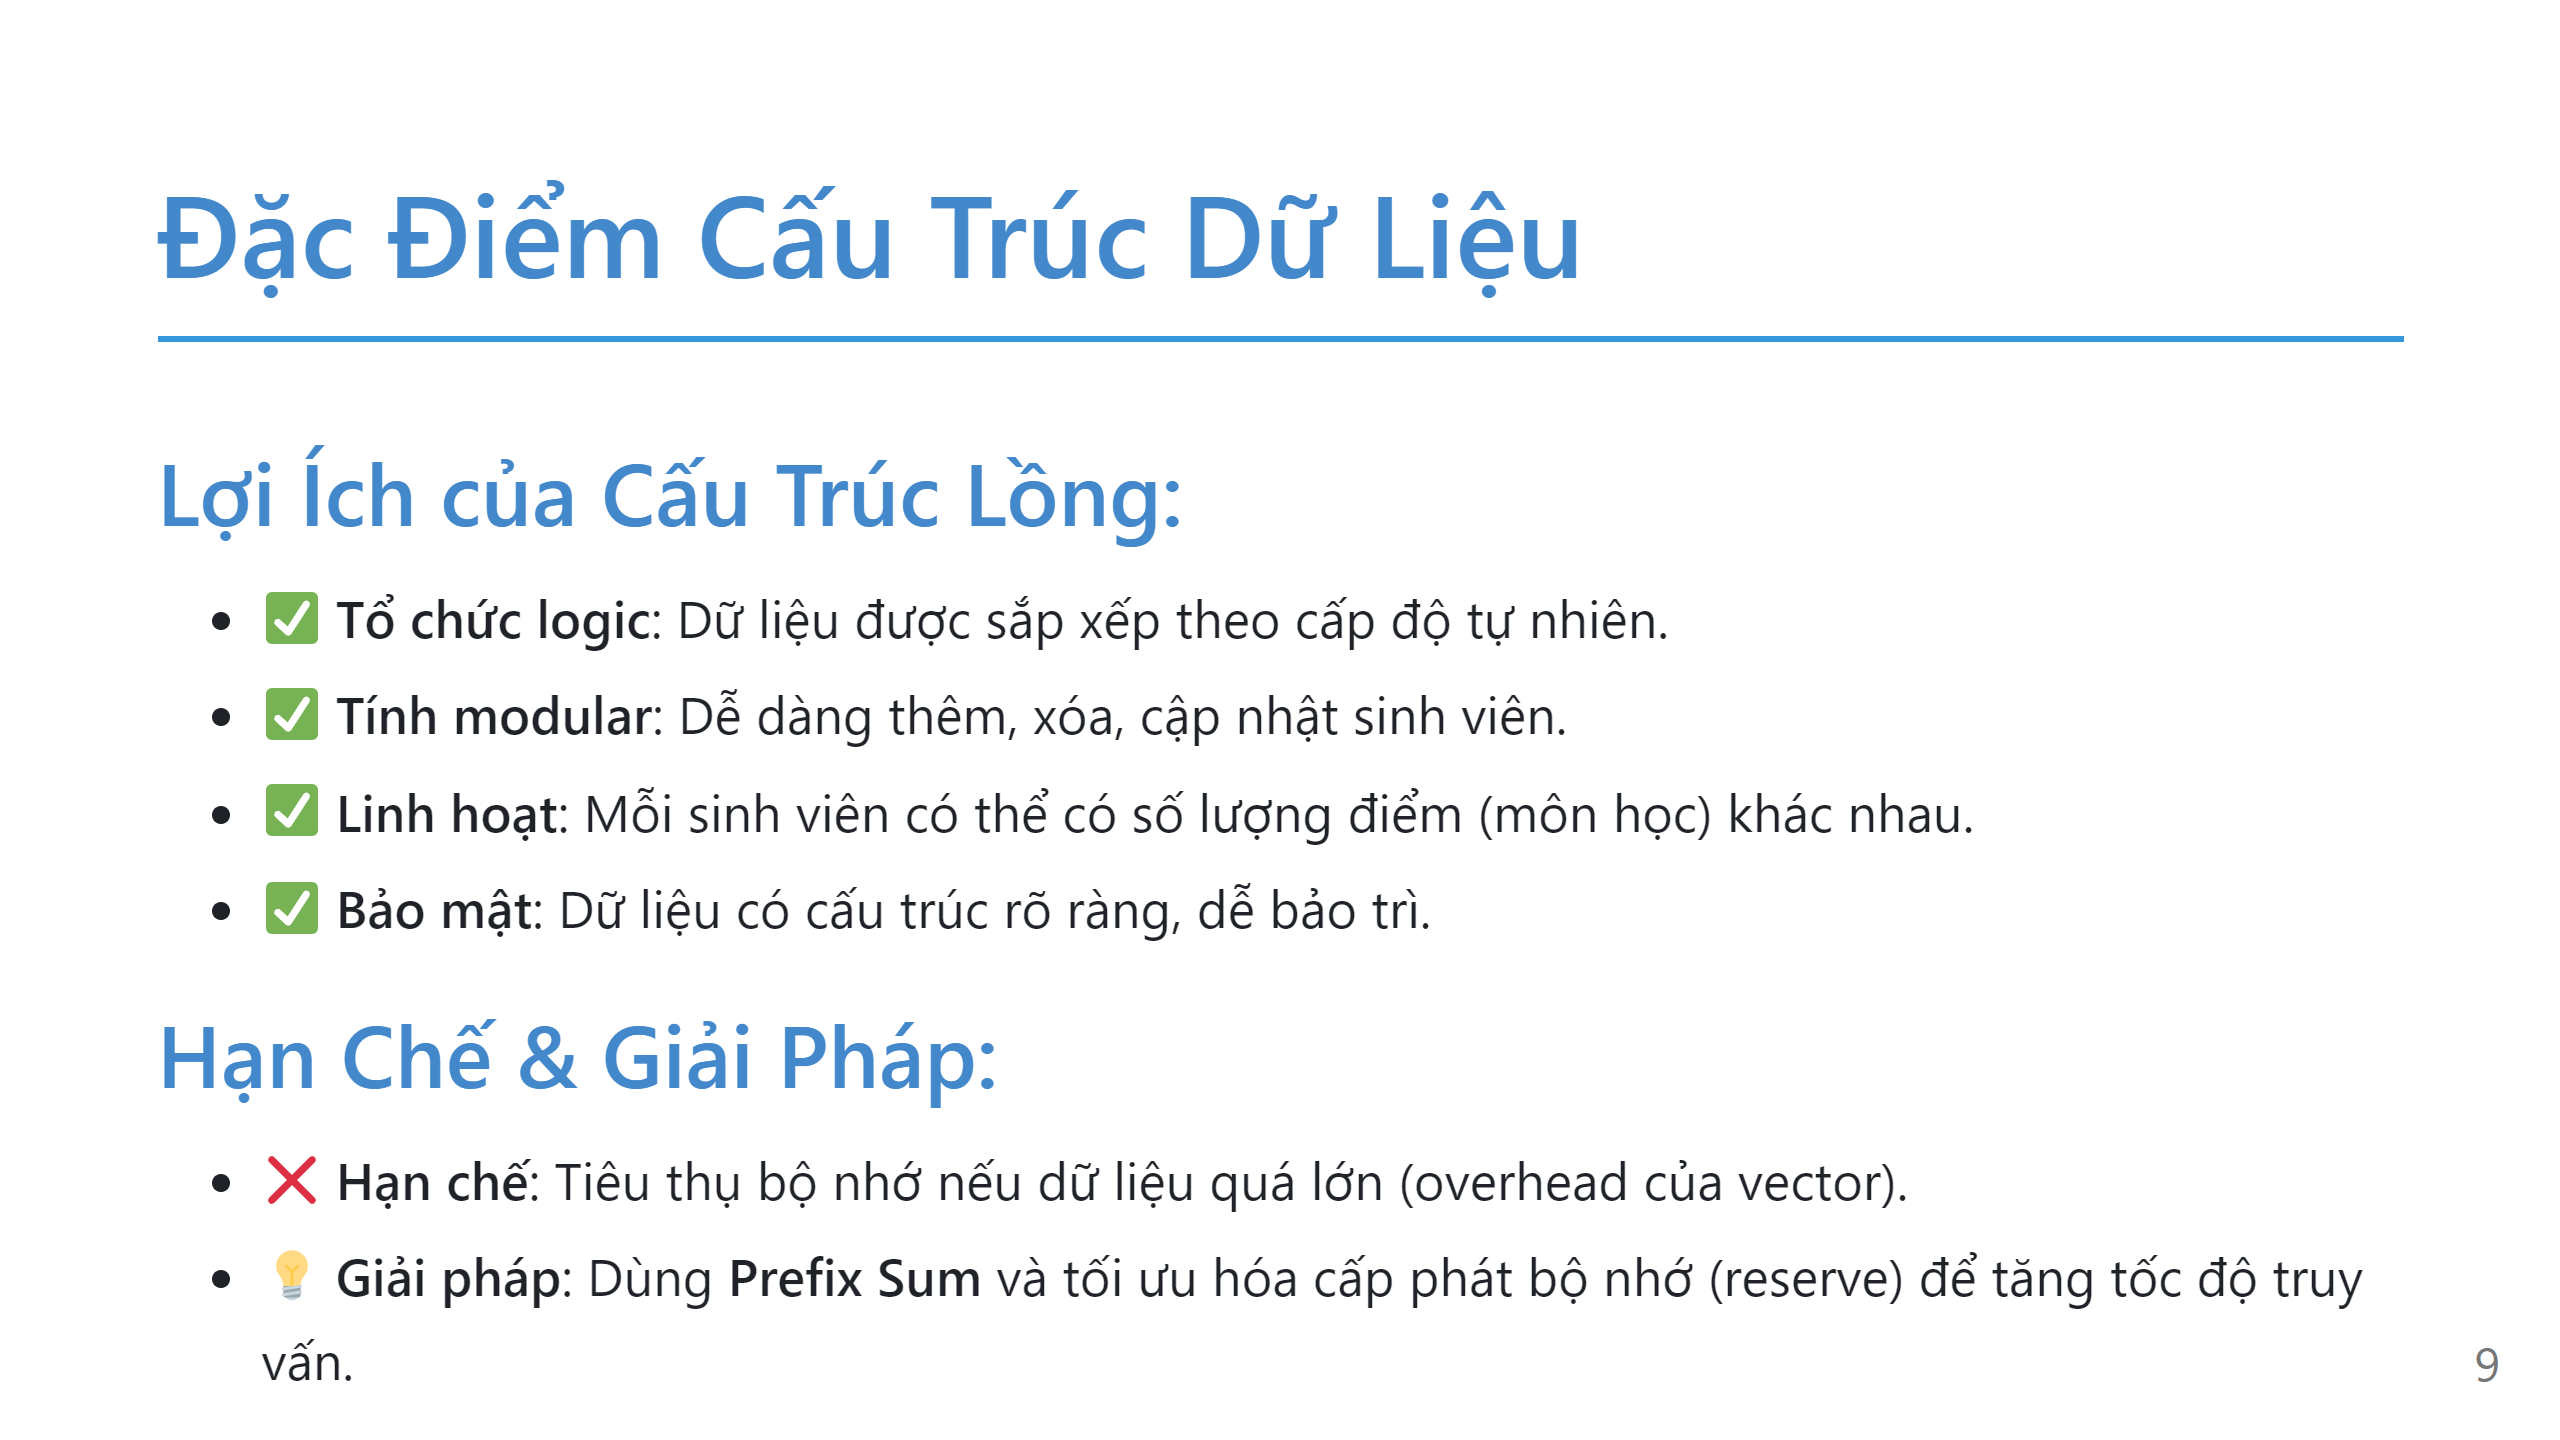 Đặc Điểm Cấu Trúc Dữ Liệu
Lợi Ích của Cấu Trúc Lồng:
• ✅ Tổ chức logic: Dữ liệu được sắp xếp theo cấp độ tự nhiên.
• ✅ Tính modular: Dễ dàng thêm, xóa, cập nhật sinh viên.
• ✅ Linh hoạt: Mỗi sinh viên có thể có số lượng điểm (môn học) khác nhau.
• ✅ Bảo mật: Dữ liệu có cấu trúc rõ ràng, dễ bảo trì.
Hạn Chế & Giải Pháp:
• ❌ Hạn chế: Tiêu thụ bộ nhớ nếu dữ liệu quá lớn (overhead của vector).
• 💡 Giải pháp: Dùng Prefix Sum và tối ưu hóa cấp phát bộ nhớ (reserve) để tăng tốc độ truy
vấn.
9